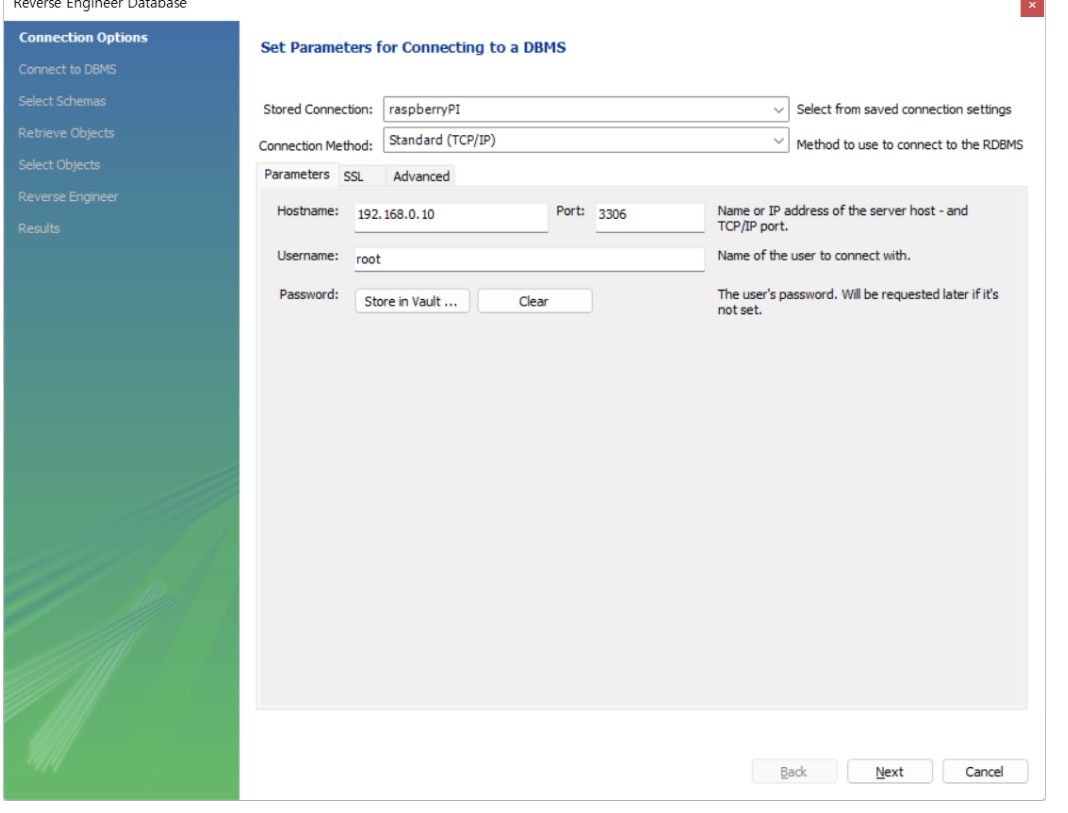 Reverse Engineer Database
Connection Options
Connect to DBMS
Select Schemas
Retrieve Objects
Select Objects
Reverse Engineer
Results
Set Parameters for Connecting to a DBMS
Stored Connection: raspberryPI Select from saved connection settings
Connection Method: Standard (TCP/IP) Method to use to connect to the RDBMS
Parameters SSL Advanced
Hostname: 192.168.0.10 Port: 3306 Name or IP address of the server host - and
TCP/IP port.
Username: root Name of the user to connect with.
Password: Store in Vault ... Clear The user's password. Will be requested later if it's
not set.
Back Next Cancel